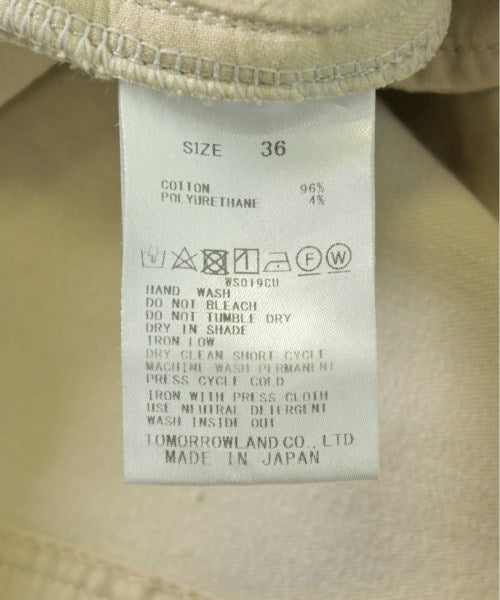 SIZE 36
COTTON 96%
POLYURETHANE 4%
F W
WS019CU
HAND WASH
DO NOT BLEACH
DO NOT TUMBLE DRY
DRY IN SHADE
IRON LOW
DRY CLEAN SHORT CYCLE
MACHINE WASH PERMANENT
PRESS CYCLE COLD
IRON WITH PRESS CLOTH
USE NEUTRAL DETERGENT
WASH INSIDE OUT
TOMORROWLAND CO., LTD
MADE IN JAPAN